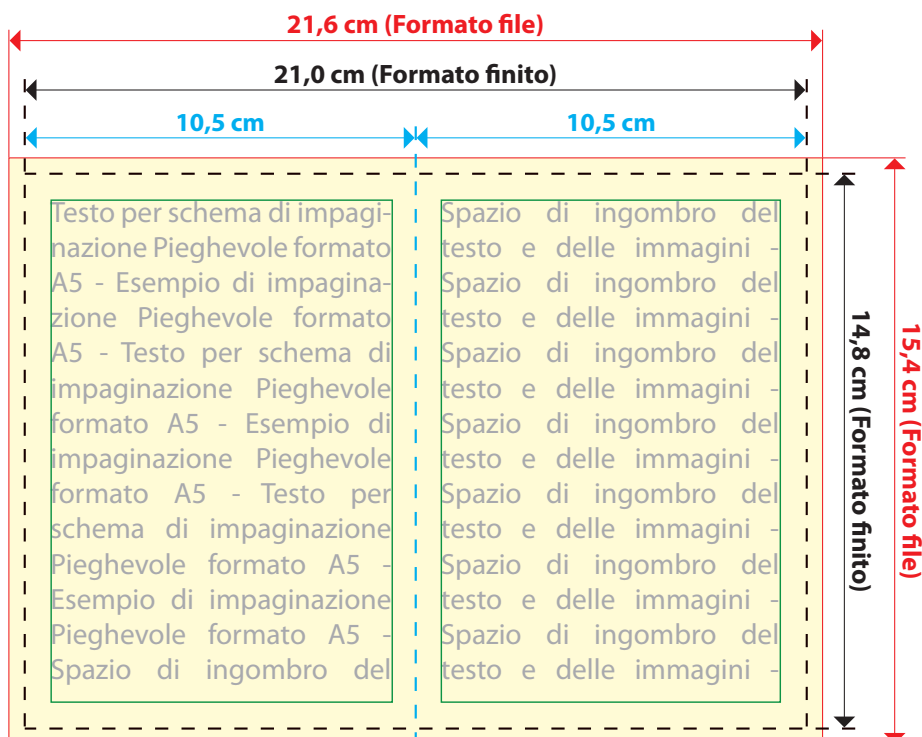 21,6 cm (Formato file)
21,0 cm (Formato finito)
10,5 cm
10,5 cm
Testo per schema di impagi-
nazione Pieghevole formato
A5 - Esempio di impagina-
zione Pieghevole formato
A5 - Testo per schema di
impaginazione Pieghevole
formato A5 - Esempio di
impaginazione Pieghevole
formato A5 - Testo per
schema di impaginazione
Pieghevole formato A5 -
Esempio di impaginazione
Pieghevole formato A5 -
Spazio di ingombro del
Spazio di ingombro del
testo e delle immagini -
Spazio di ingombro del
testo e delle immagini -
Spazio di ingombro del
testo e delle immagini -
Spazio di ingombro del
testo e delle immagini -
Spazio di ingombro del
testo e delle immagini -
Spazio di ingombro del
testo e delle immagini -
Spazio di ingombro del
testo e delle immagini -
14,8 cm (Formato finito)
15,4 cm (Formato file)